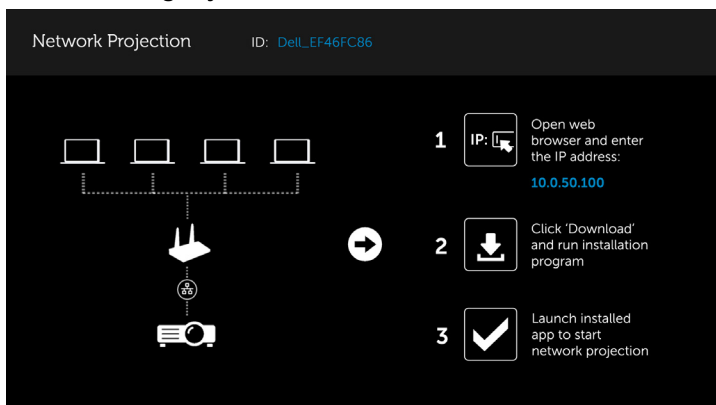 Network Projection ID: Dell_EF46FC86
1
IP:
Open web
browser and enter
the IP address:
10.0.50.100
2
Click ‘Download’
and run installation
program
3
Launch installed
app to start
network projection